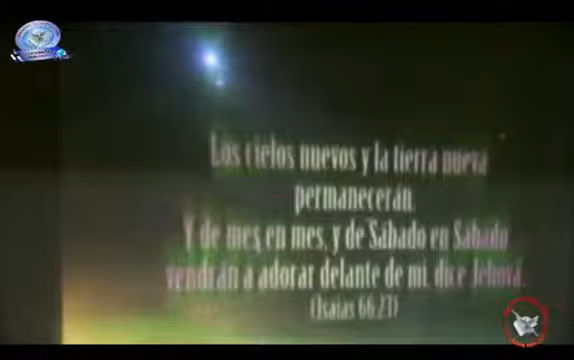 Los cielos nuevos y la tierra nueva
permanecerán.
Y de mes en mes, y de Sábado en Sábado
vendrán a adorar delante de mi, dice Jehová.
(Isaías 66:23)